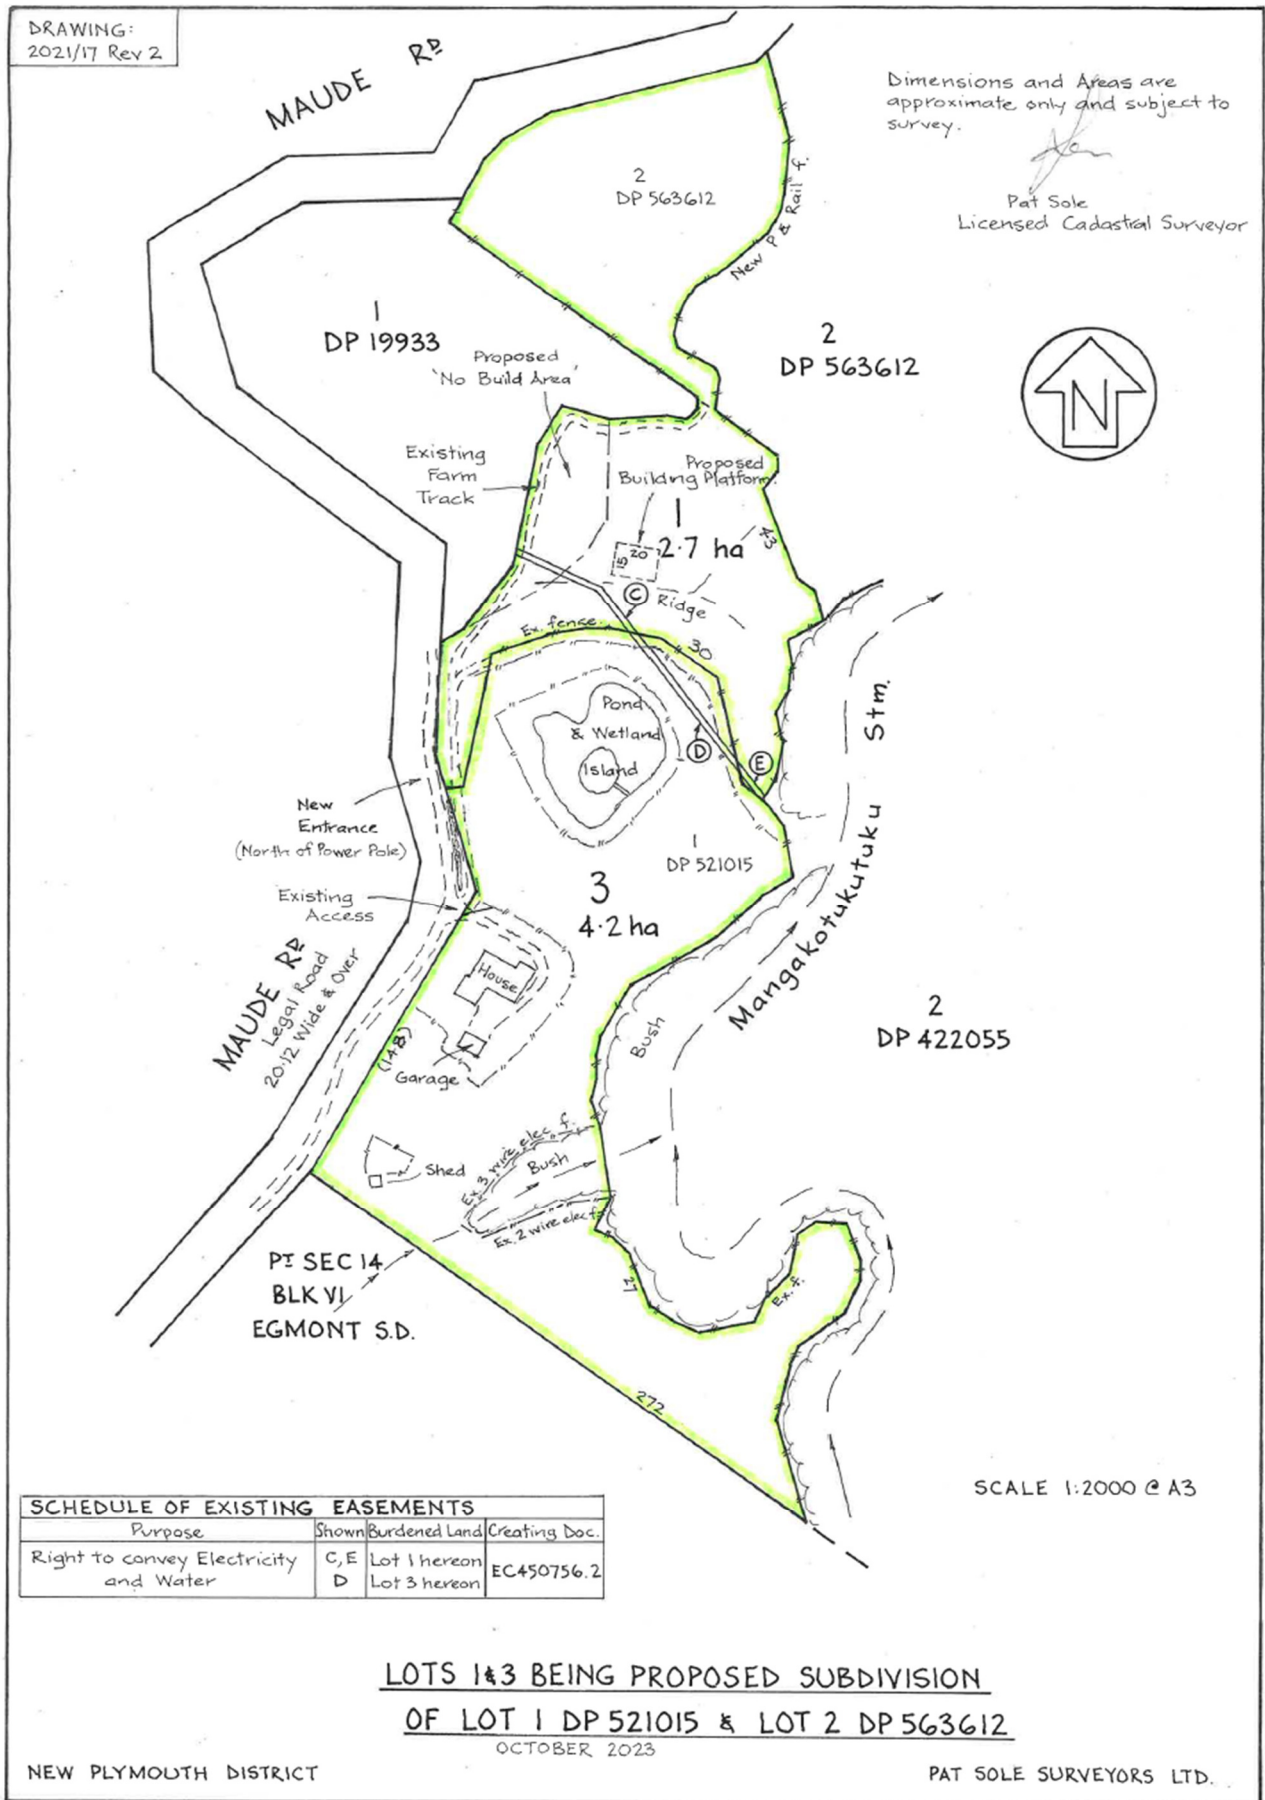 DRAWING:
2021/17 Rev 2
MAUDE RD
Dimensions and Areas are
approximate only and subject to
survey.
Pat Sole
Licensed Cadastral Surveyor
2
DP 563612
New P & Rail f.
1
DP 19933
2
DP 563612
N
Proposed
'No Build Area'
Existing
Farm
Track
Proposed
Building Platform
1
2.7 ha
43
15
20
C
Ridge
Ex. fence
30
Pond
& Wetland
Island
D
E
Mangakotukutuku Stm.
New
Entrance
(North of Power Pole)
1
DP 521015
3
4.2 ha
Existing
Access
MAUDE RD
Legal Road
20.12 Wide & Over
House
(148)
Garage
Bush
2
DP 422055
Shed
Ex. 3 wire elec f.
Bush
Ex. 2 wire elec f.
PT SEC 14
BLK VI
EGMONT S.D.
27
Ex. f.
272
SCALE 1:2000 @ A3
SCHEDULE OF EXISTING EASEMENTS
Purpose Shown Burdened Land Creating Doc.
Right to convey Electricity C, E Lot 1 hereon EC450756.2
and Water D Lot 3 hereon
LOTS 1&3 BEING PROPOSED SUBDIVISION
OF LOT 1 DP 521015 & LOT 2 DP 563612
OCTOBER 2023
NEW PLYMOUTH DISTRICT
PAT SOLE SURVEYORS LTD.